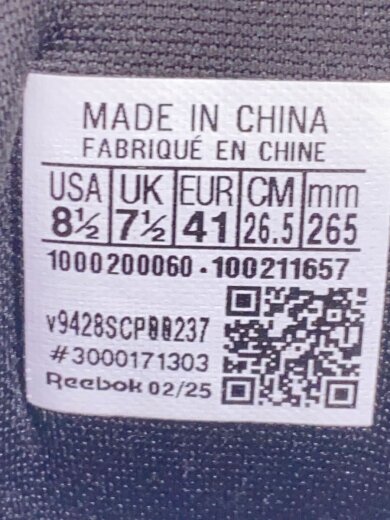 MADE IN CHINA
FABRIQUÉ EN CHINE
USA UK EUR CM mm
8½ 7½ 41 26.5 265
1000200060 - 100211657
#3000171303
Reebok 02/25